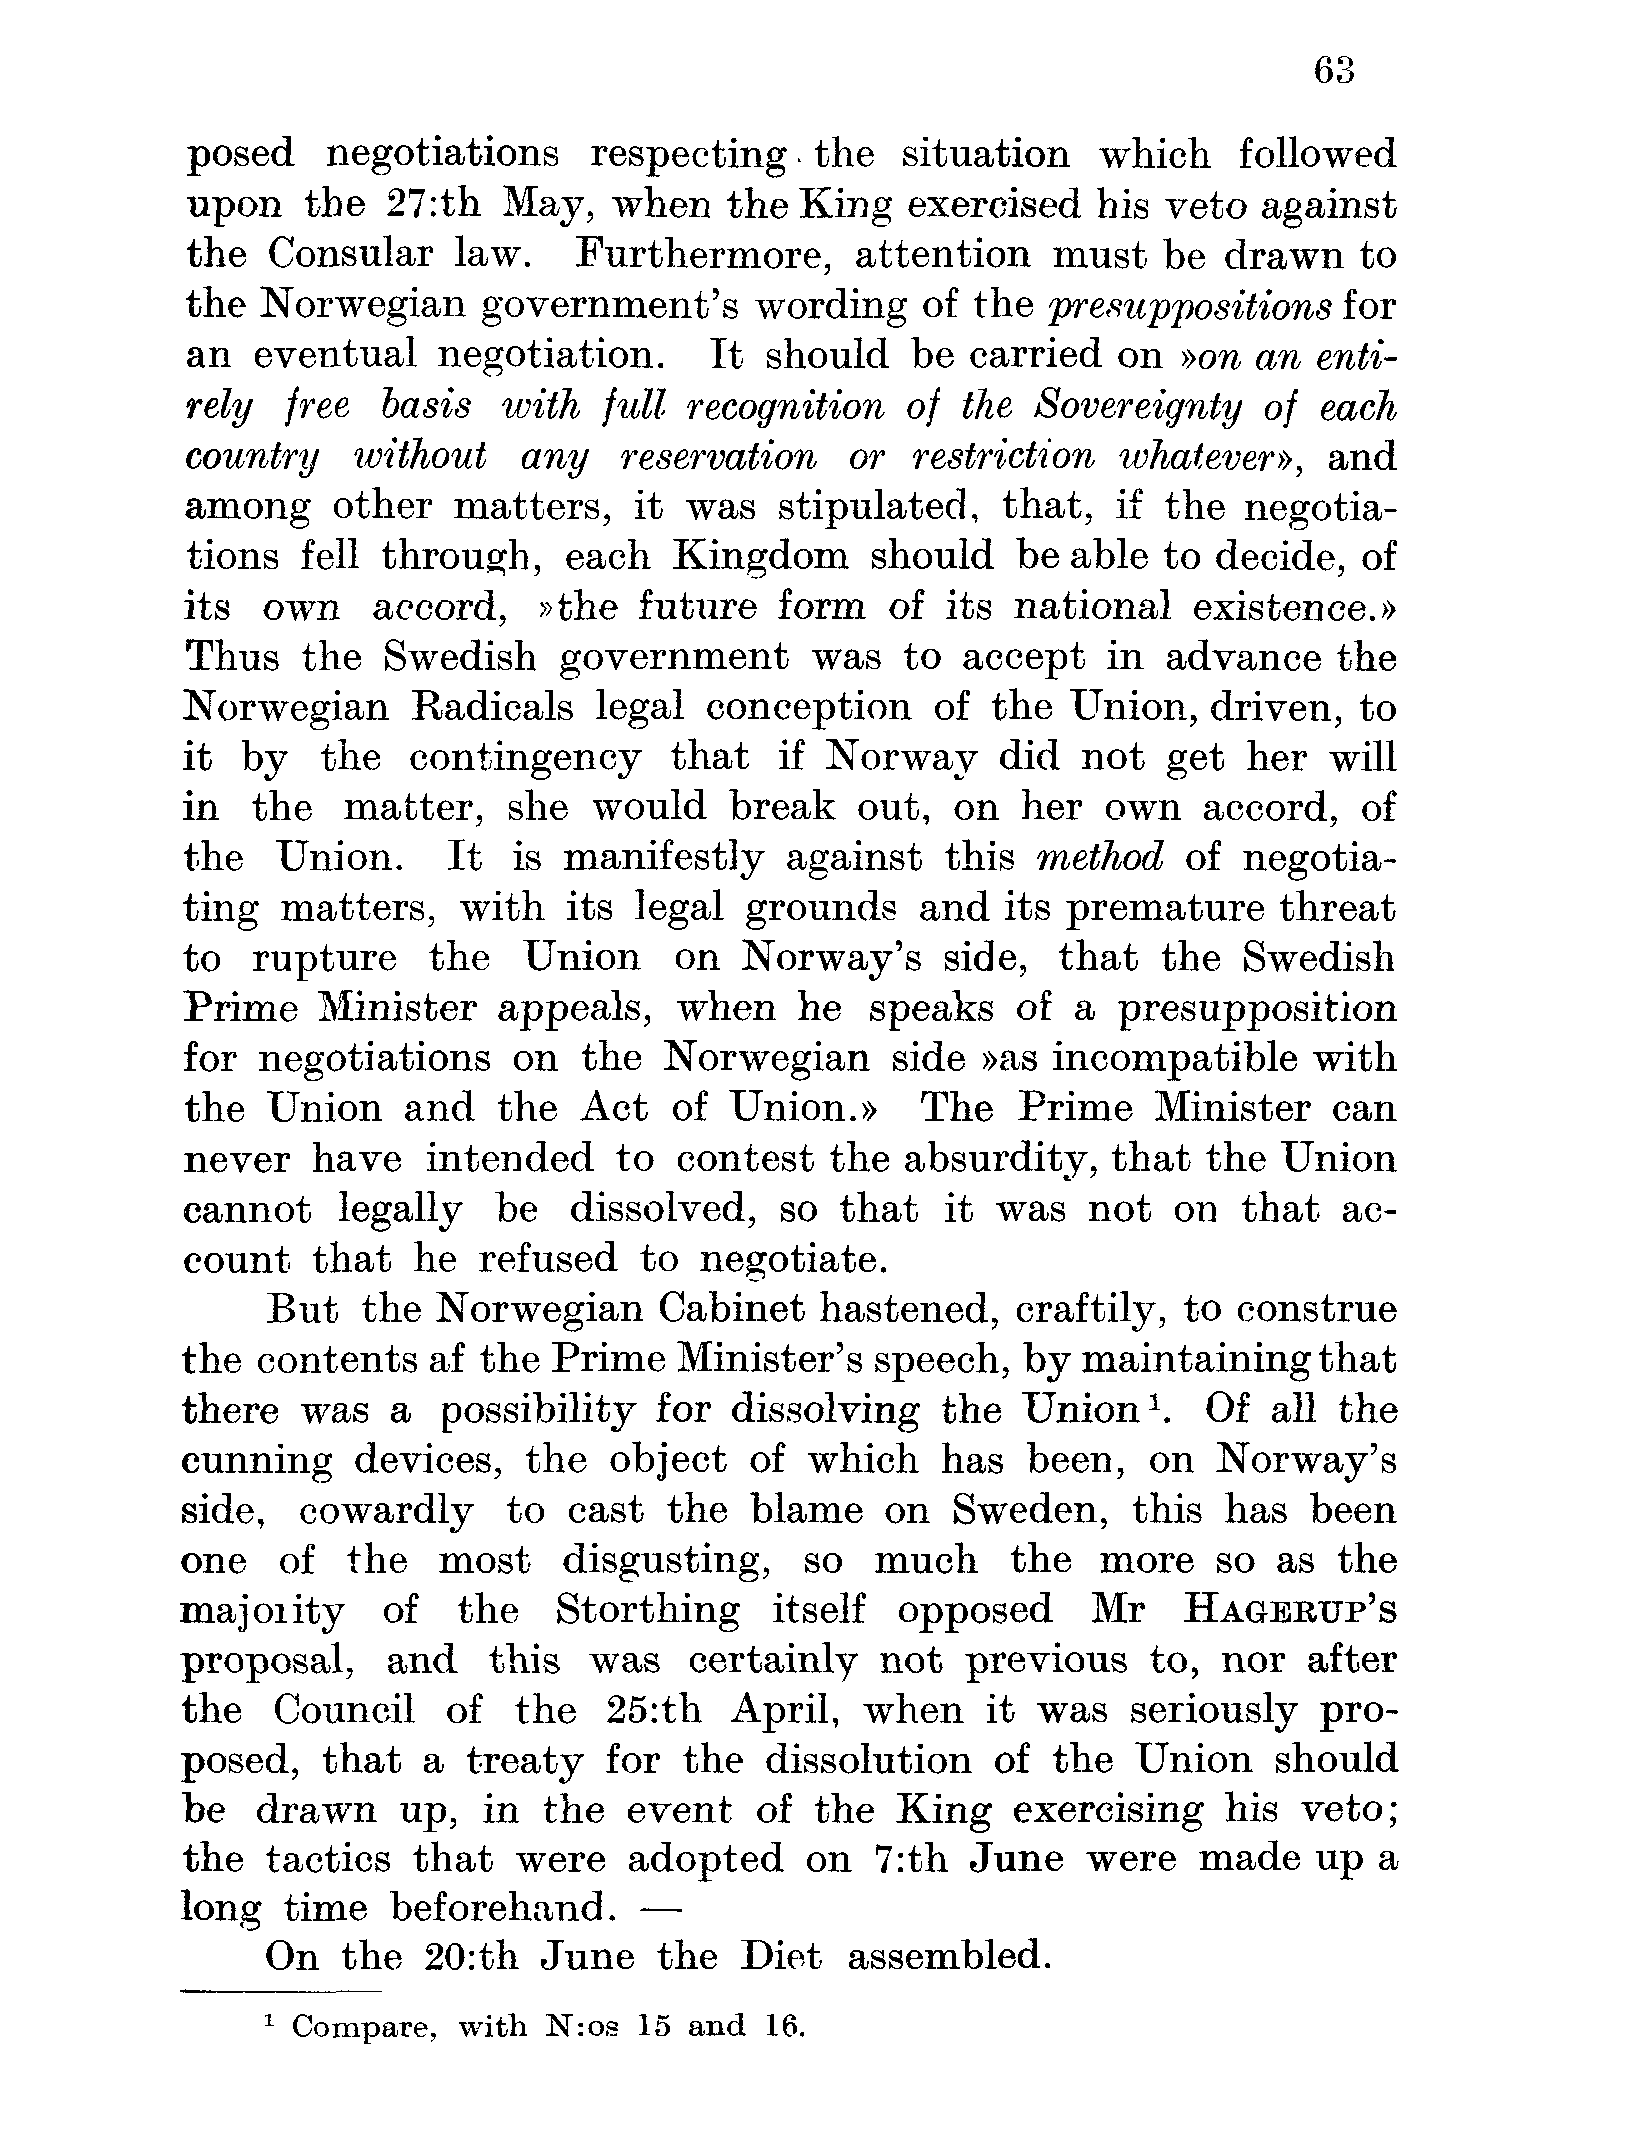 63
posed negotiations respecting the situation which followed
upon the 27:th May, when the King exercised his veto against
the Consular law. Furthermore, attention must be drawn to
the Norwegian government's wording of the presuppositions for
an eventual negotiation. It should be carried on »on an enti-
rely free basis with full recognition of the Sovereignty of each
country without any reservation or restriction whatever», and
among other matters, it was stipulated, that, if the negotia-
tions fell through, each Kingdom should be able to decide, of
its own accord, »the future form of its national existence.»
Thus the Swedish government was to accept in advance the
Norwegian Radicals legal conception of the Union, driven, to
it by the contingency that if Norway did not get her will
in the matter, she would break out, on her own accord, of
the Union. It is manifestly against this method of negotia-
ting matters, with its legal grounds and its premature threat
to rupture the Union on Norway's side, that the Swedish
Prime Minister appeals, when he speaks of a presupposition
for negotiations on the Norwegian side »as incompatible with
the Union and the Act of Union.» The Prime Minister can
never have intended to contest the absurdity, that the Union
cannot legally be dissolved, so that it was not on that ac-
count that he refused to negotiate.
But the Norwegian Cabinet hastened, craftily, to construe
the contents af the Prime Minister's speech, by maintaining that
there was a possibility for dissolving the Union ¹. Of all the
cunning devices, the object of which has been, on Norway's
side, cowardly to cast the blame on Sweden, this has been
one of the most disgusting, so much the more so as the
majority of the Storthing itself opposed Mr HAGERUP'S
proposal, and this was certainly not previous to, nor after
the Council of the 25:th April, when it was seriously pro-
posed, that a treaty for the dissolution of the Union should
be drawn up, in the event of the King exercising his veto;
the tactics that were adopted on 7:th June were made up a
long time beforehand. —
On the 20:th June the Diet assembled.
¹ Compare, with N:os 15 and 16.